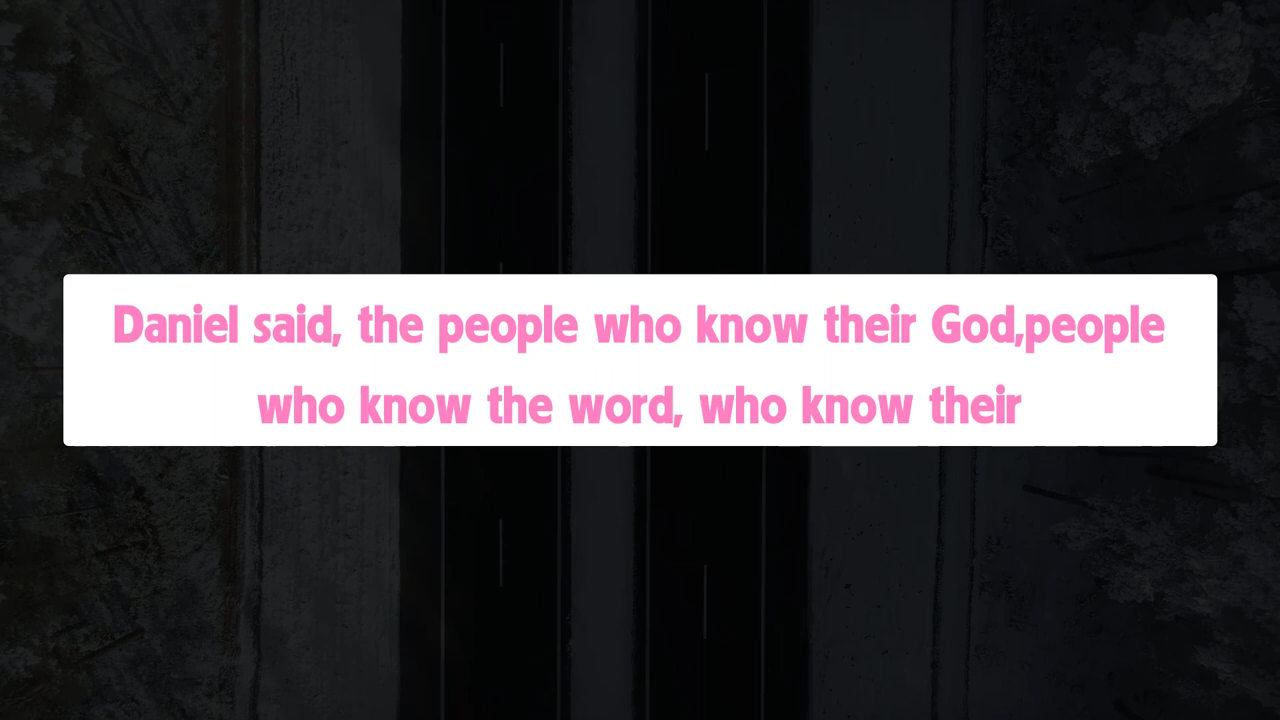 Daniel said, the people who know their God,people
who know the word, who know their